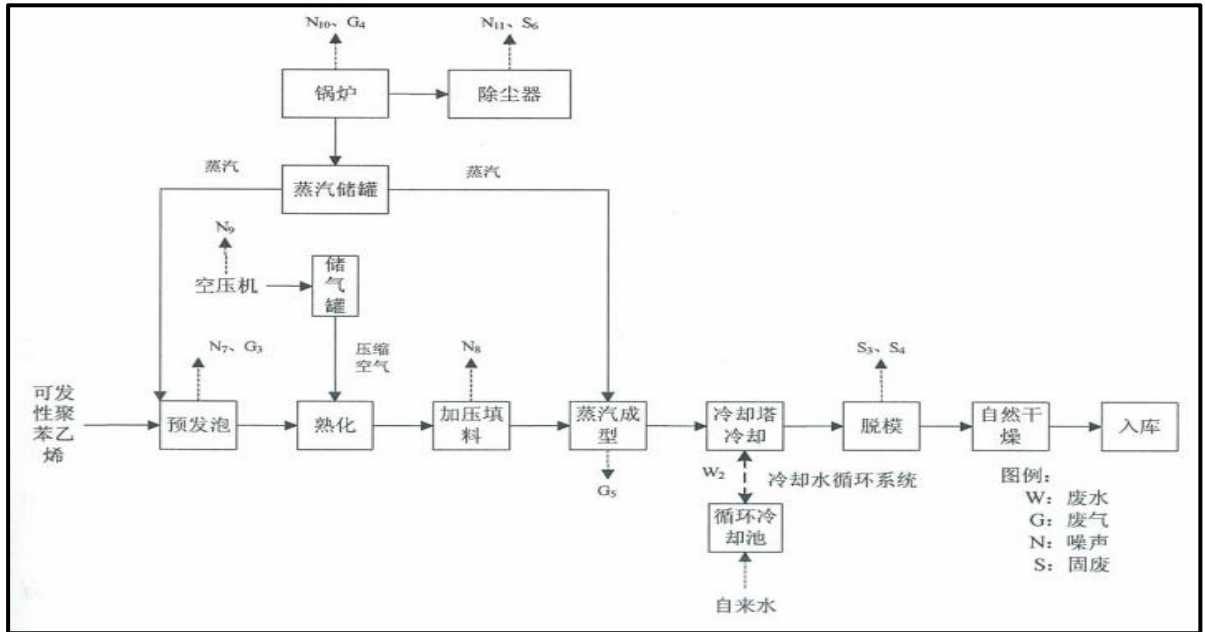 N₁₀、G₄
N₁₁、S₆
锅炉
除尘器
蒸汽
蒸汽
蒸汽储罐
N₉
储
气
罐
空压机
N₇、G₃
压缩
空气
N₈
S₃、S₄
可发
性聚
苯乙
烯
预发泡
熟化
加压填
料
蒸汽成
型
冷却塔
冷却
脱模
自然干
燥
入库
G₅
W₂
冷却水循环系统
循环冷
却池
自来水
图例：
W：废水
G：废气
N：噪声
S：固废